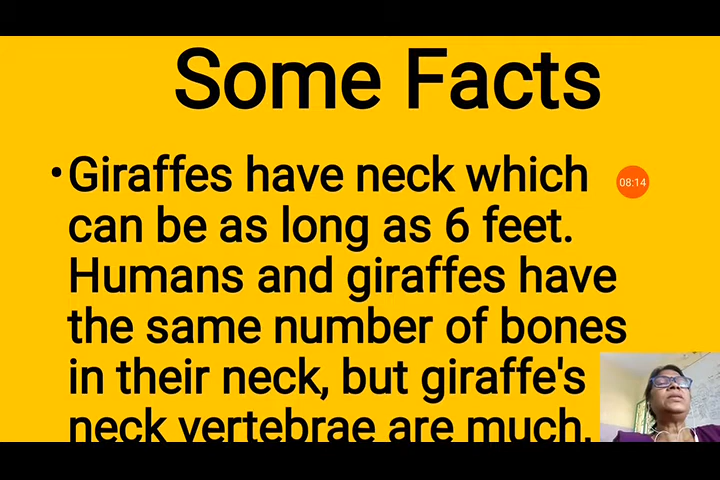 Some Facts
•Giraffes have neck which
08:14
can be as long as 6 feet.
Humans and giraffes have
the same number of bones
in their neck, but giraffe's
neck vertebrae are much,